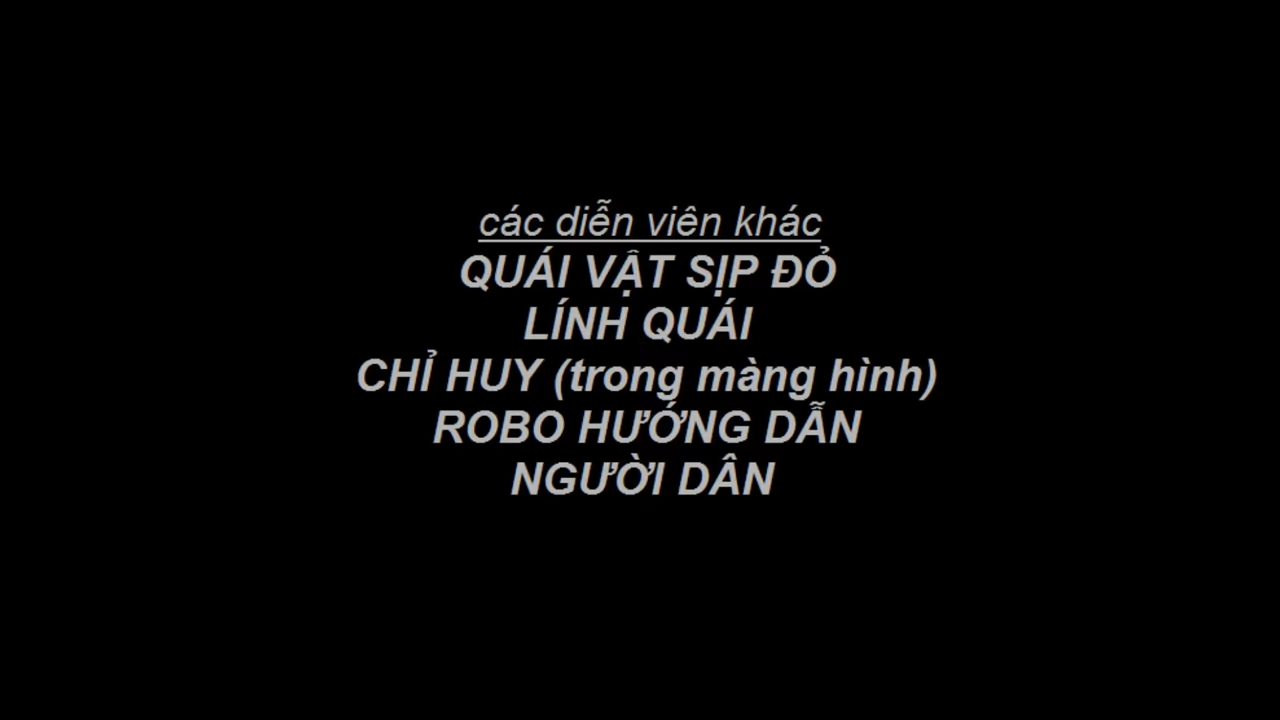 các diễn viên khác
QUÁI VẬT SỊP ĐỎ
LÍNH QUÁI
CHỈ HUY (trong màng hình)
ROBO HƯỚNG DẪN
NGƯỜI DÂN